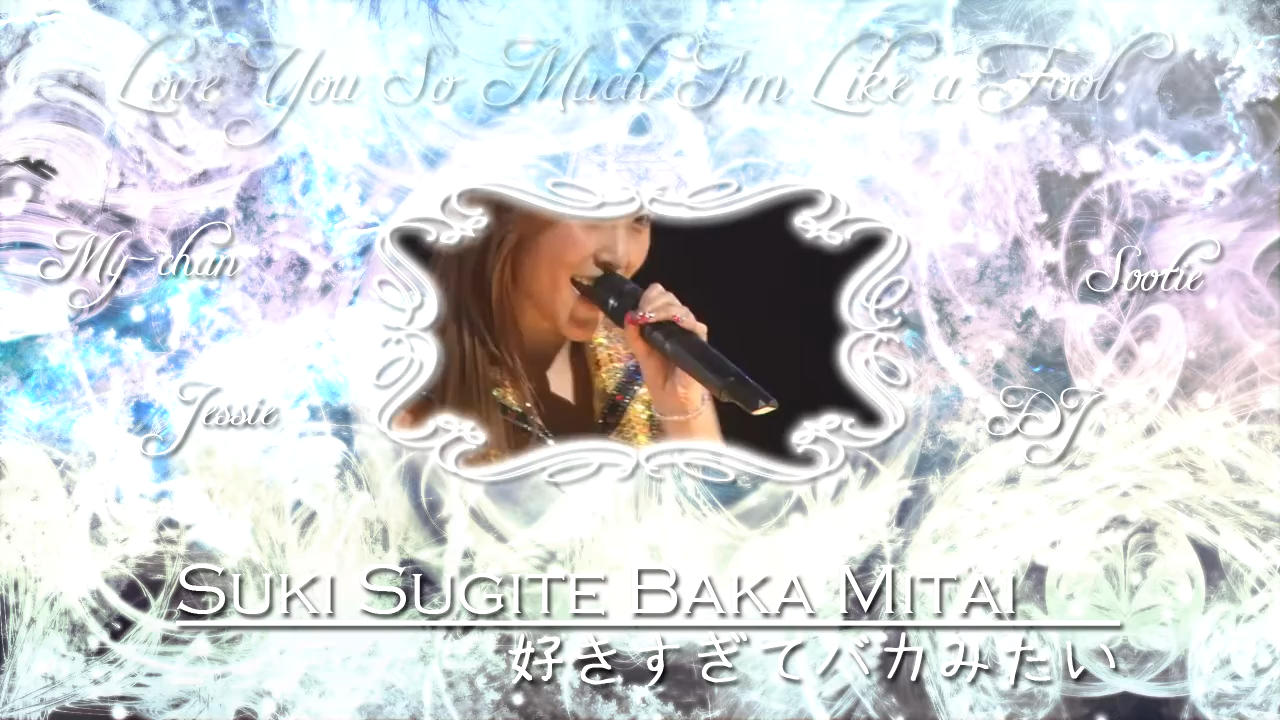 Love You So Much I'm Like a Fool
My-chan
Sootie
Jessie
DJ
Suki Sugite Baka Mitai
好きすぎてバカみたい